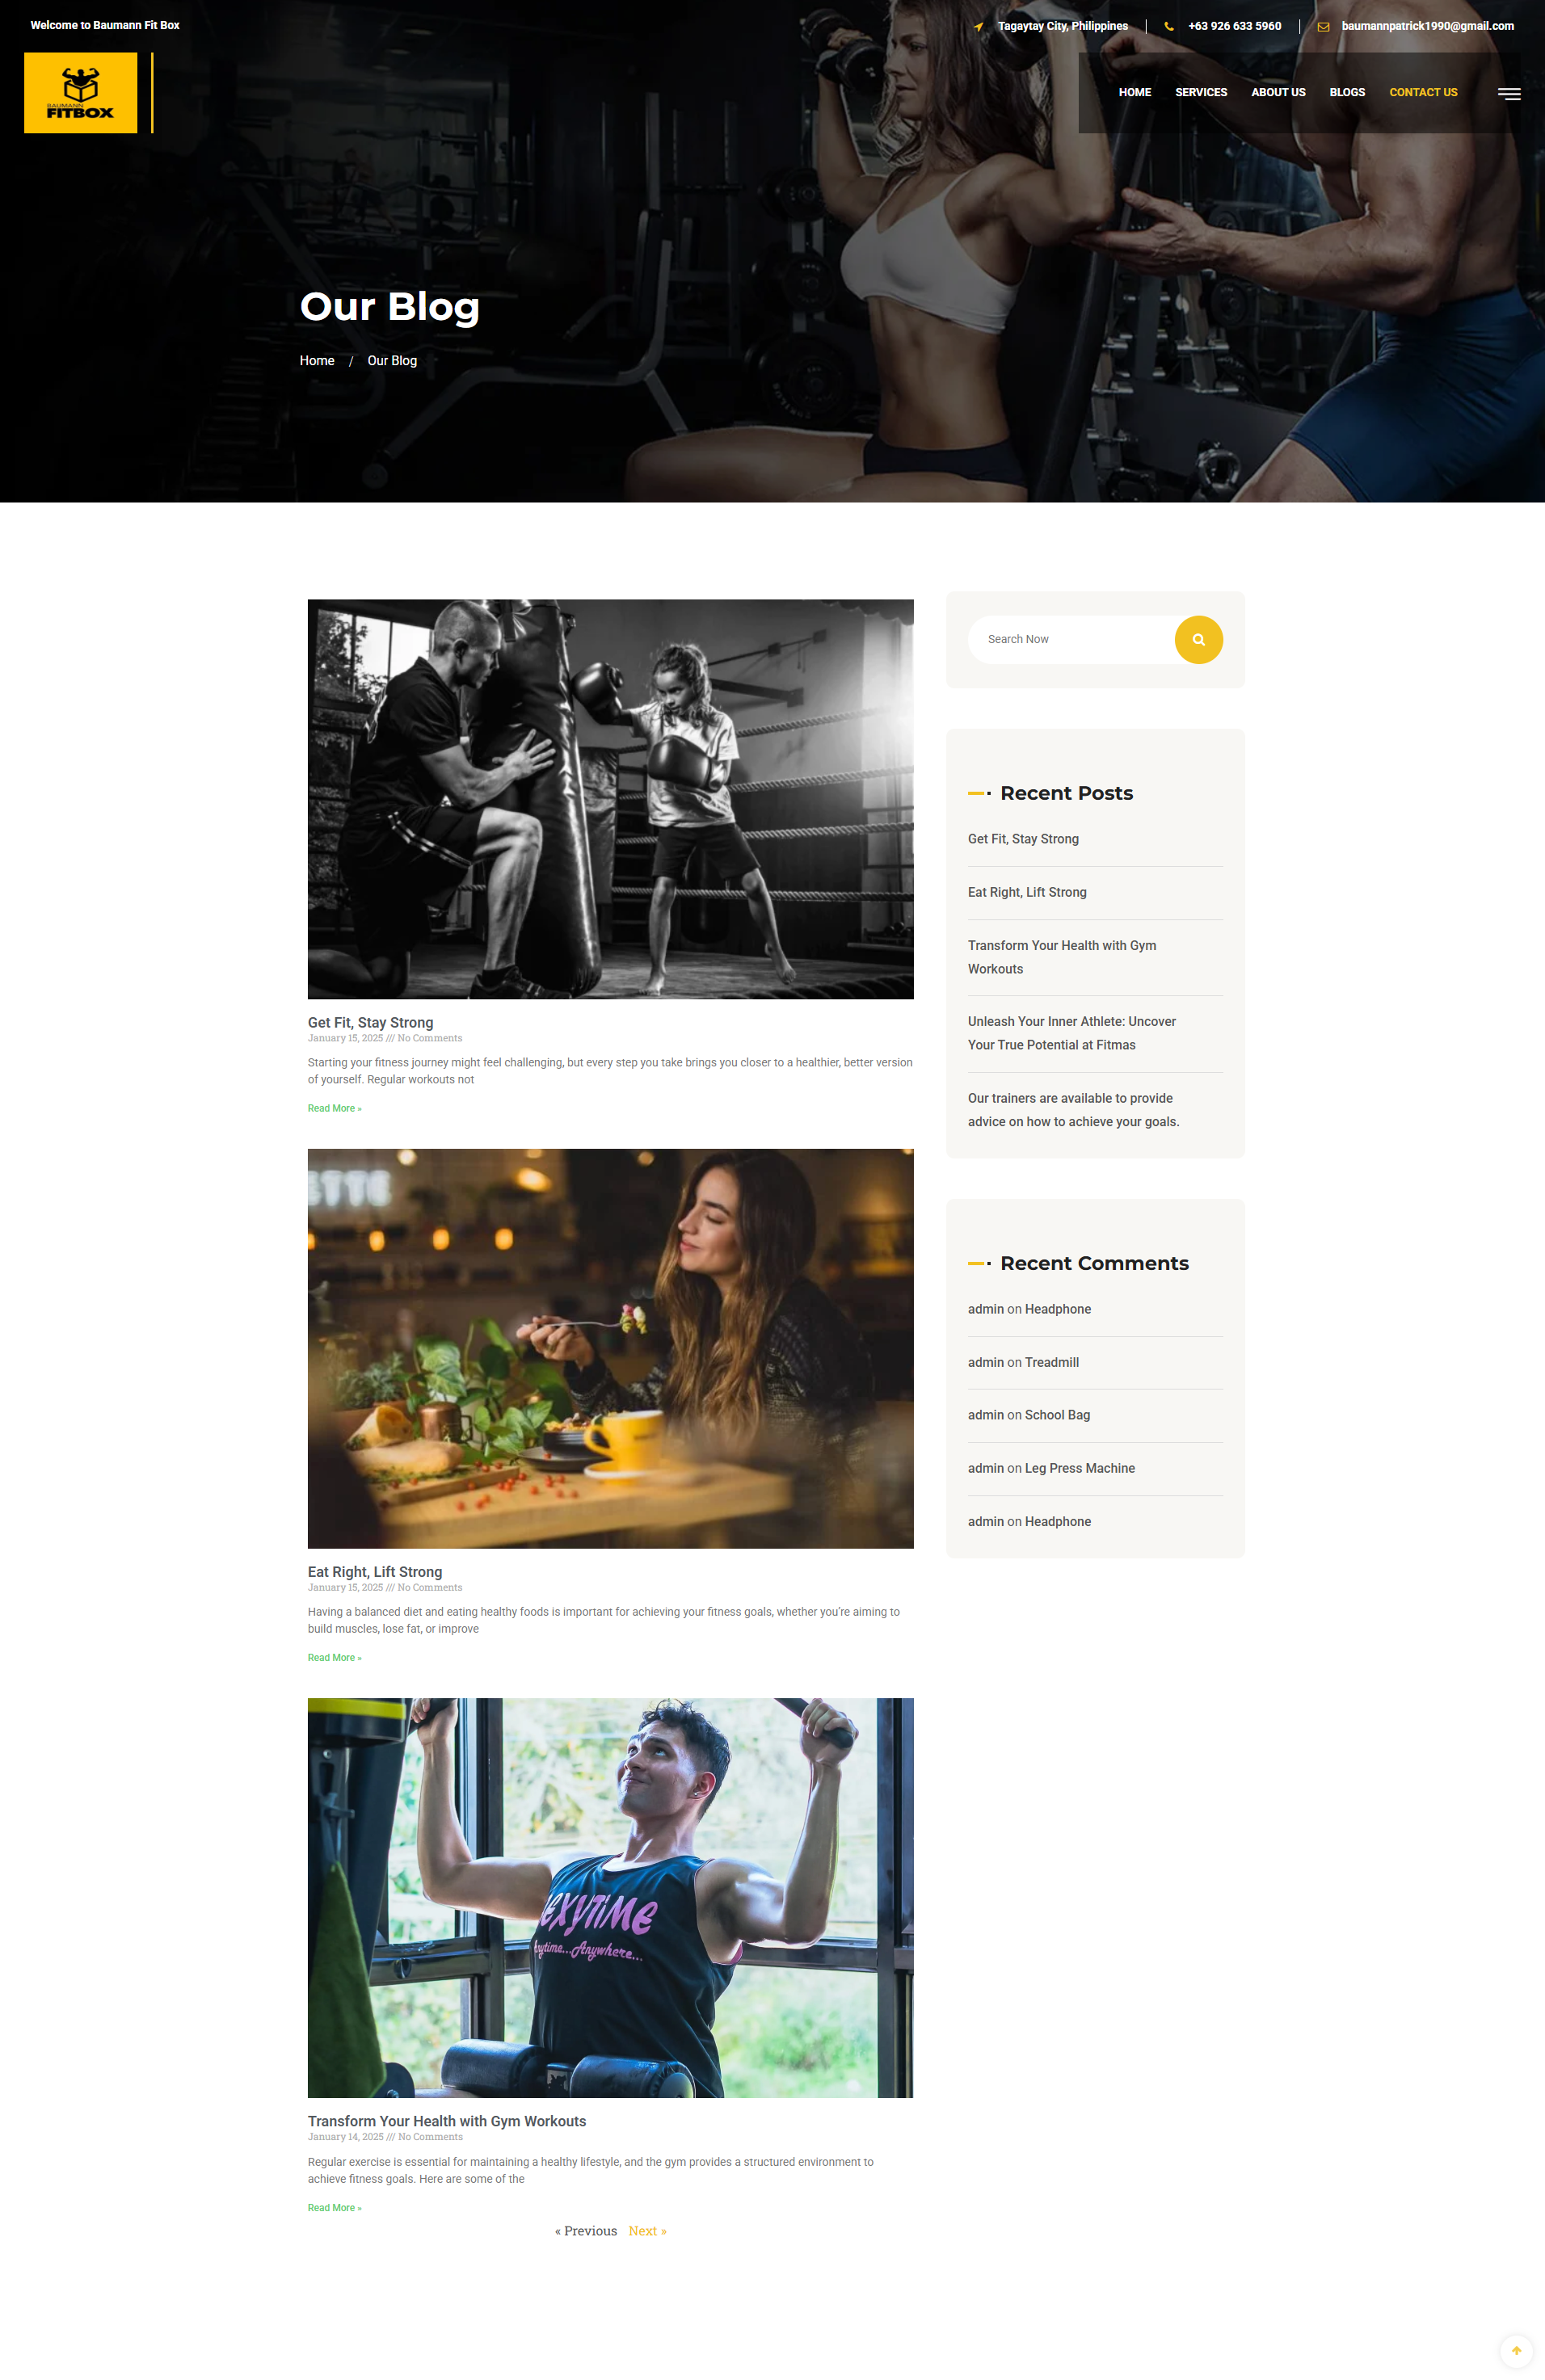 Welcome to Baumann Fit Box
Tagaytay City, Philippines
+63 926 633 5960
baumannpatrick1990@gmail.com
BAUMANN
FITBOX
HOME
SERVICES
ABOUT US
BLOGS
CONTACT US
Our Blog
Home / Our Blog
Search Now
Get Fit, Stay Strong
January 15, 2025 /// No Comments
Starting your fitness journey might feel challenging, but every step you take brings you closer to a healthier, better version
of yourself. Regular workouts not
Read More »
Eat Right, Lift Strong
January 15, 2025 /// No Comments
Having a balanced diet and eating healthy foods is important for achieving your fitness goals, whether you’re aiming to
build muscles, lose fat, or improve
Read More »
EXYTiME
Anytime...Anywhere...
Transform Your Health with Gym Workouts
January 14, 2025 /// No Comments
Regular exercise is essential for maintaining a healthy lifestyle, and the gym provides a structured environment to
achieve fitness goals. Here are some of the
Read More »
« Previous Next »
Recent Posts
Get Fit, Stay Strong
Eat Right, Lift Strong
Transform Your Health with Gym
Workouts
Unleash Your Inner Athlete: Uncover
Your True Potential at Fitmas
Our trainers are available to provide
advice on how to achieve your goals.
Recent Comments
admin on Headphone
admin on Treadmill
admin on School Bag
admin on Leg Press Machine
admin on Headphone